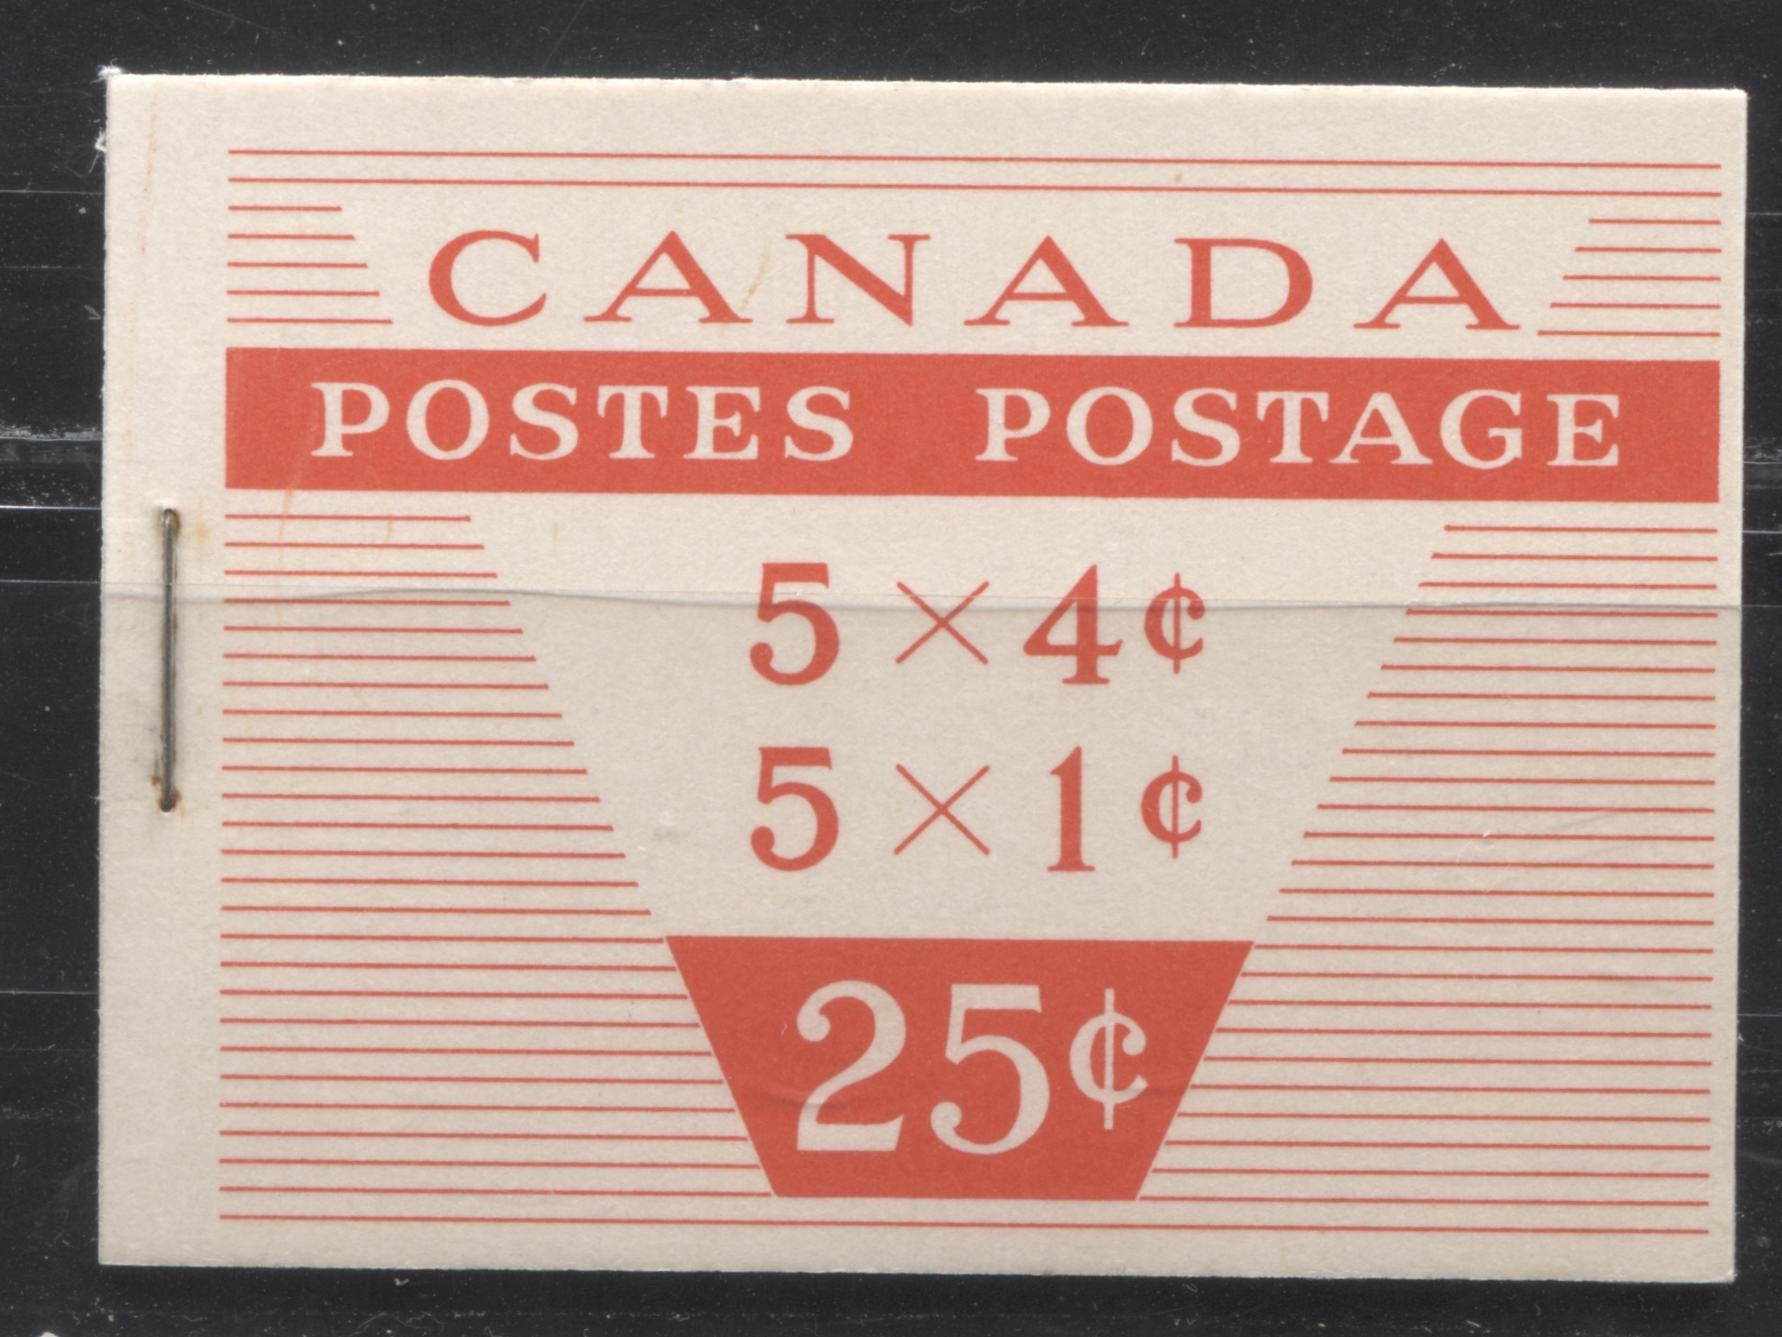 CANADA
POSTES POSTAGE
5 × 4¢
5 × 1¢
25¢